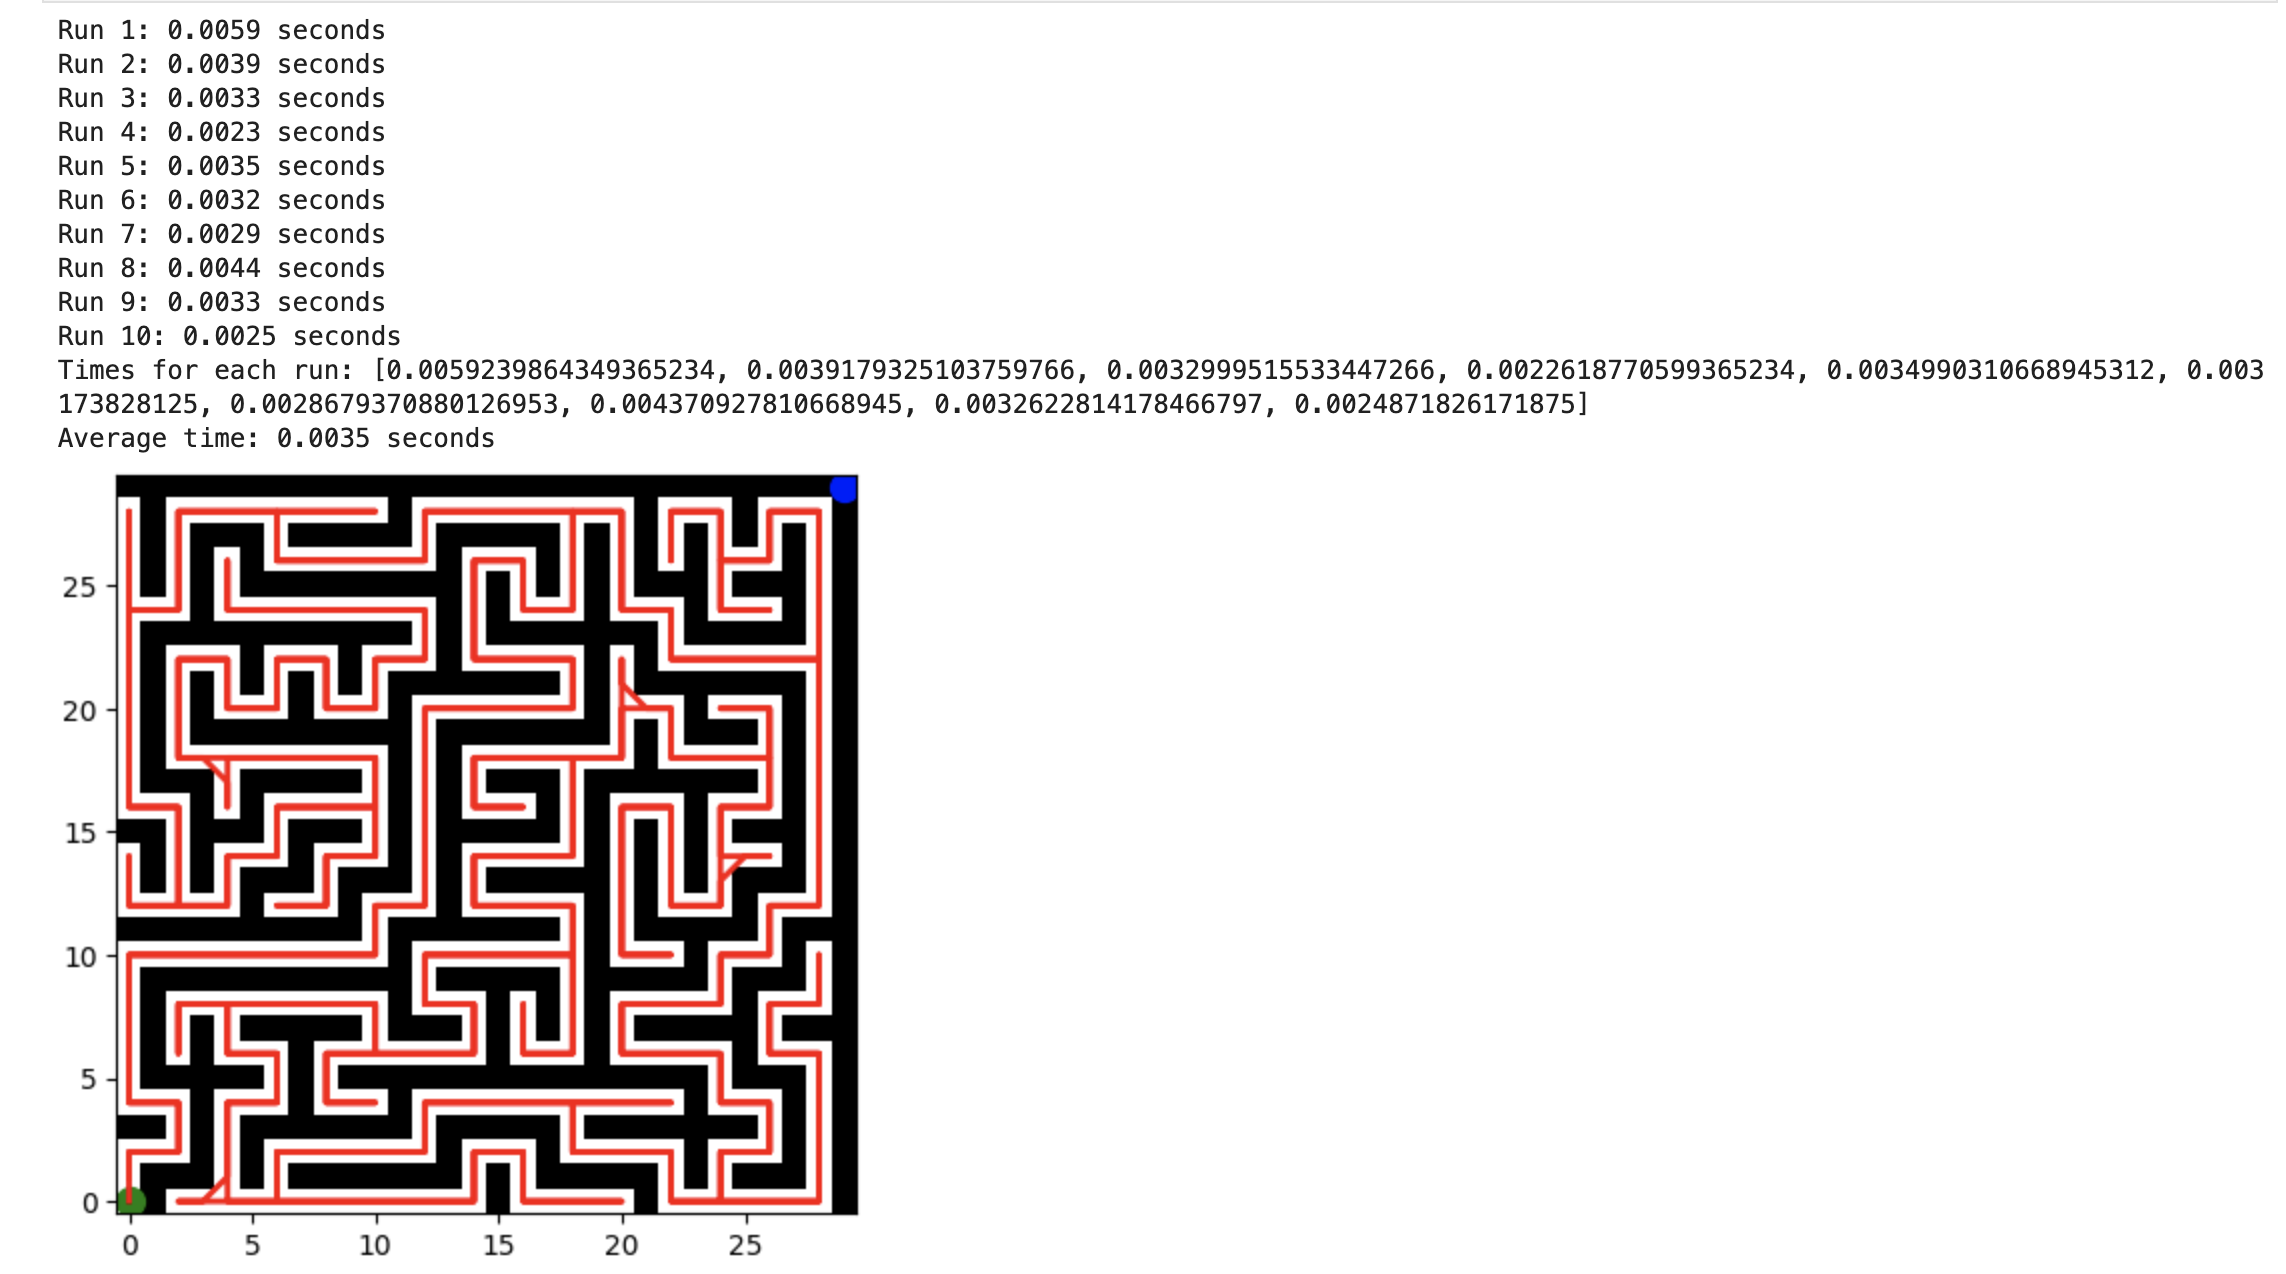 Run 1: 0.0059 seconds
Run 2: 0.0039 seconds
Run 3: 0.0033 seconds
Run 4: 0.0023 seconds
Run 5: 0.0035 seconds
Run 6: 0.0032 seconds
Run 7: 0.0029 seconds
Run 8: 0.0044 seconds
Run 9: 0.0033 seconds
Run 10: 0.0025 seconds
Times for each run: [0.0059239864349365234, 0.0039179325103759766, 0.0032999515533447266, 0.0022618770599365234, 0.0034990310668945312, 0.003
173828125, 0.0028679370880126953, 0.004370927810668945, 0.0032622814178466797, 0.0024871826171875]
Average time: 0.0035 seconds
25
20
15
10
5
0
0 5 10 15 20 25